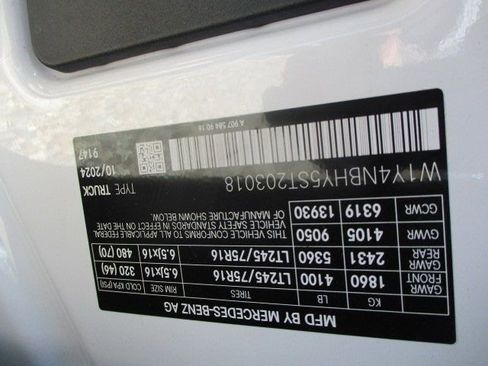 MFD BY MERCEDES-BENZ AG
KG LB TIRES RIM SIZE COLD KPA (PSI)
GAWR FRONT 1860 4100 LT245/75R16 6.5Jx16 320 (46)
GAWR REAR 2431 5360 LT245/75R16 6.5Jx16 480 (70)
GVWR 4105 9050 THIS VEHICLE CONFORMS TO ALL APPLICABLE FEDERAL
VEHICLE SAFETY STANDARDS IN EFFECT ON THE DATE
GCWR 6319 13930 OF MANUFACTURE SHOWN BELOW.
W1Y4NBHY5ST203018 TYPE: TRUCK
10/2024
9147
A 907 584 90 18